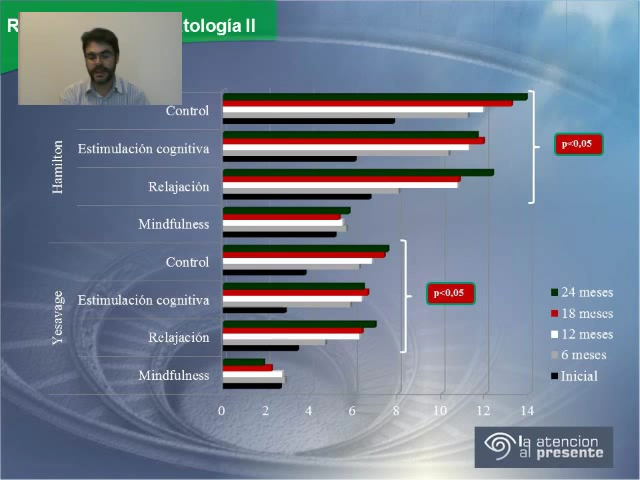 tología II
Hamilton
Control
Estimulación cognitiva
Relajación
Mindfulness
p<0,05
Yesavage
Control
Estimulación cognitiva
Relajación
Mindfulness
p<0,05
24 meses
18 meses
12 meses
6 meses
Inicial
0 2 4 6 8 10 12 14
la atencion
al presente